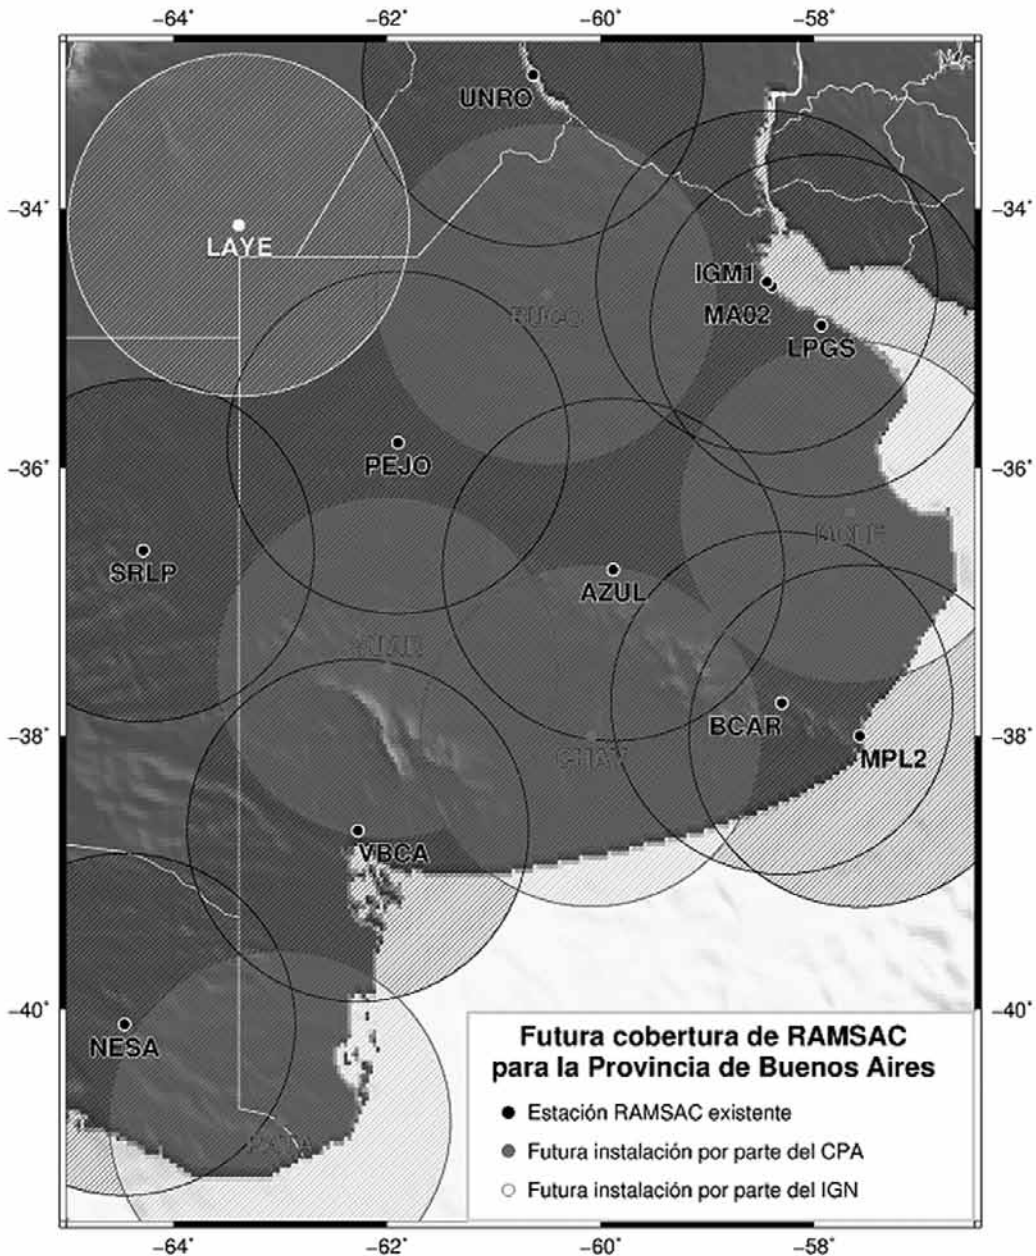 −64° −62° −60° −58°
UNRO
−34° −34°
LAYE
IGM1
MA02
LPGS
−36° −36°
PEJO
SRLP
AZUL
−38° −38°
BCAR
MPL2
VBCA
−40° −40°
NESA
Futura cobertura de RAMSAC
para la Provincia de Buenos Aires
Estación RAMSAC existente
Futura instalación por parte del CPA
Futura instalación por parte del IGN
−64° −62° −60° −58°